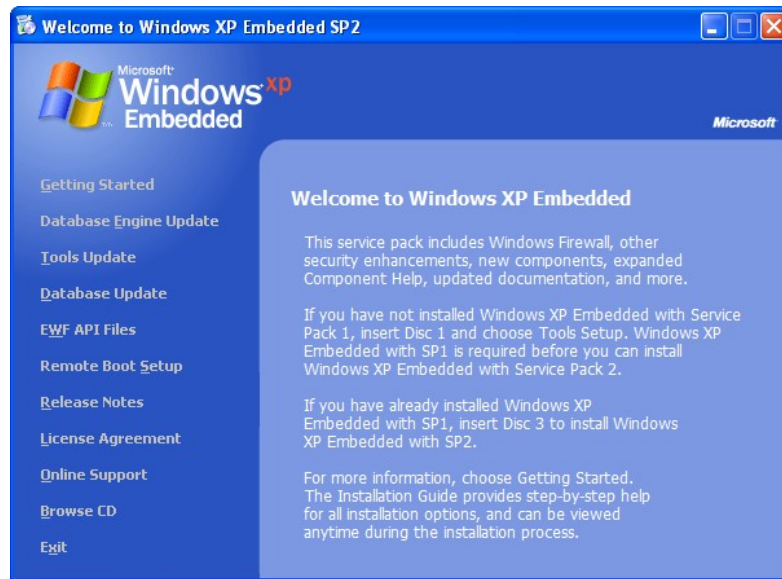 Welcome to Windows XP Embedded SP2
Microsoft
Windows xp
Embedded
Microsoft
Getting Started
Database Engine Update
Tools Update
Database Update
EWF API Files
Remote Boot Setup
Release Notes
License Agreement
Online Support
Browse CD
Exit
Welcome to Windows XP Embedded
This service pack includes Windows Firewall, other
security enhancements, new components, expanded
Component Help, updated documentation, and more.
If you have not installed Windows XP Embedded with Service
Pack 1, insert Disc 1 and choose Tools Setup. Windows XP
Embedded with SP1 is required before you can install
Windows XP Embedded with Service Pack 2.
If you have already installed Windows XP
Embedded with SP1, insert Disc 3 to install Windows
XP Embedded with SP2.
For more information, choose Getting Started.
The Installation Guide provides step-by-step help
for all installation options, and can be viewed
anytime during the installation process.